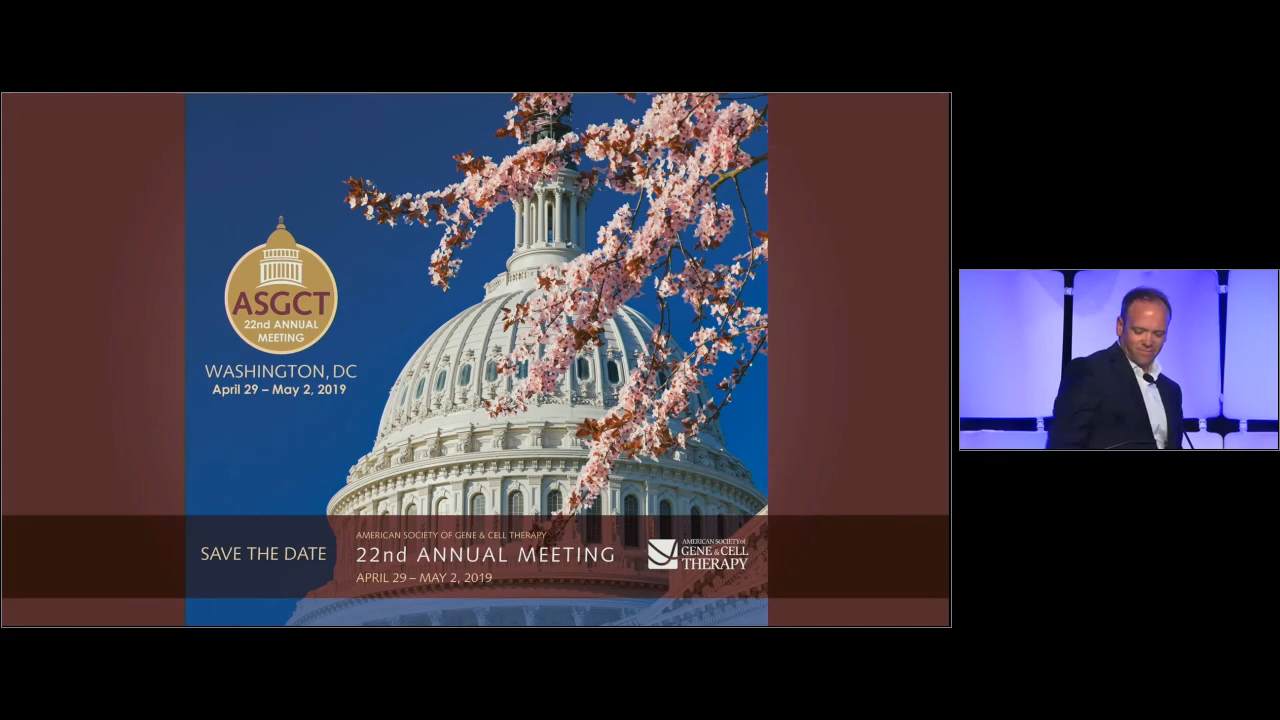 ASGCT
22nd ANNUAL
MEETING
WASHINGTON, DC
April 29 – May 2, 2019
SAVE THE DATE
AMERICAN SOCIETY OF GENE & CELL THERAPY
22nd ANNUAL MEETING
APRIL 29 – MAY 2, 2019
AMERICAN SOCIETY of
GENE & CELL
THERAPY